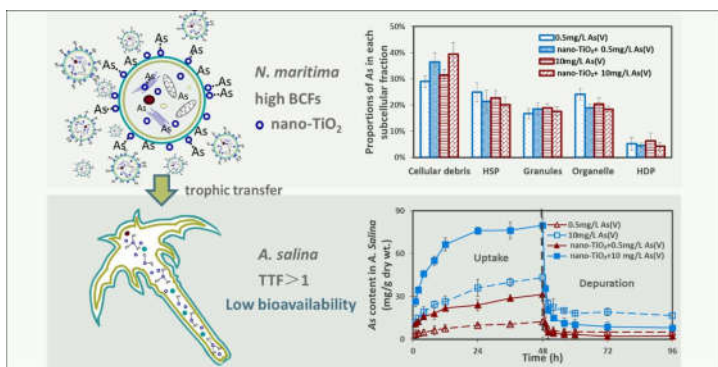 As
As
As
As
As
As
As
As
As
As
As
As
N. maritima
high BCFs
nano-TiO₂
trophic transfer
A. salina
TTF>1
Low bioavailability
Proportions of As in each
subcellular fraction
50%
40%
30%
20%
10%
0%
0.5mg/L As(V)
nano-TiO₂+ 0.5mg/L As(V)
10mg/L As(V)
nano-TiO₂+ 10mg/L As(V)
Cellular debris HSP Granules Organelle HDP
As content in A. Salina
(mg/g dry wt.)
90
60
30
0
0.5mg/L As(V)
10mg/L As(V)
nano-TiO₂+0.5mg/L As(V)
nano-TiO₂+10 mg/L As(V)
Uptake
Depuration
0 24 48 72 96
Time (h)